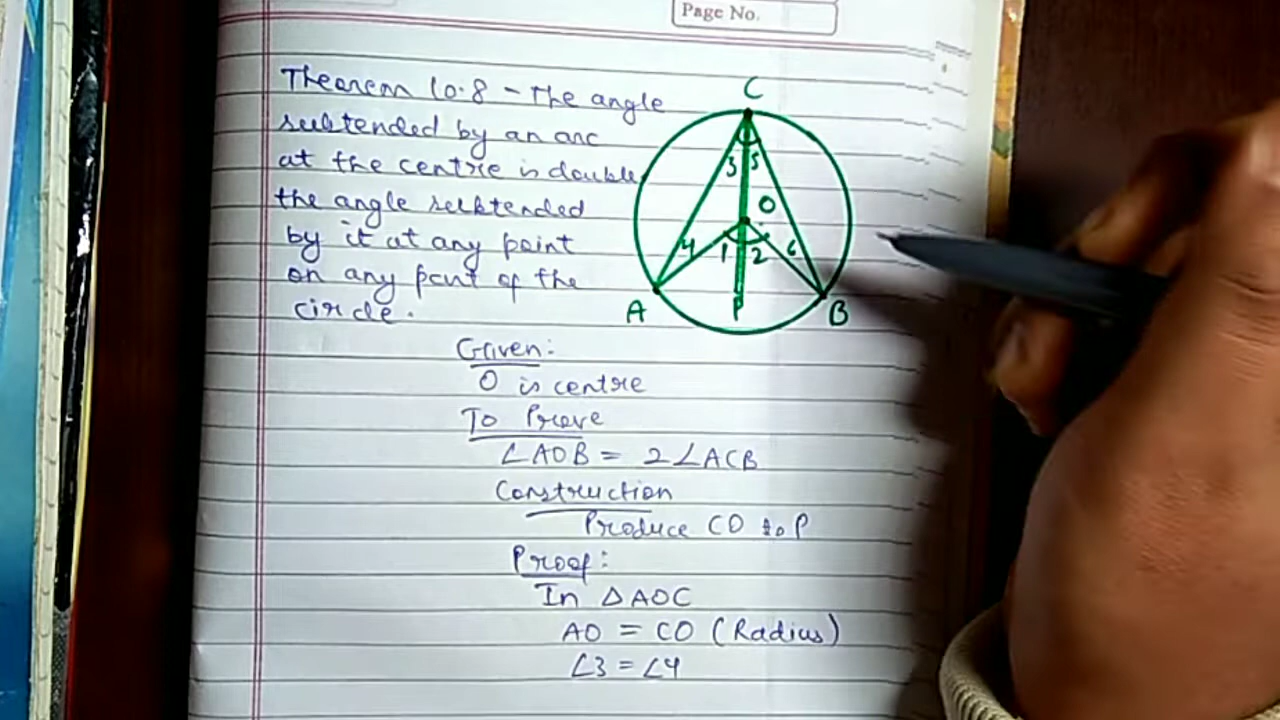 Page No.
Theorem 10.8 - The angle
subtended by an arc
at the centre is double
the angle subtended
by it at any point
on any part of the
circle.
C
3 5
O
4 1 2 6
A P B
Given:
O is centre
To Prove
∠AOB = 2∠ACB
Construction
Produce CO to P
Proof:
In △AOC
AO = CO (Radius)
∠3 = ∠4